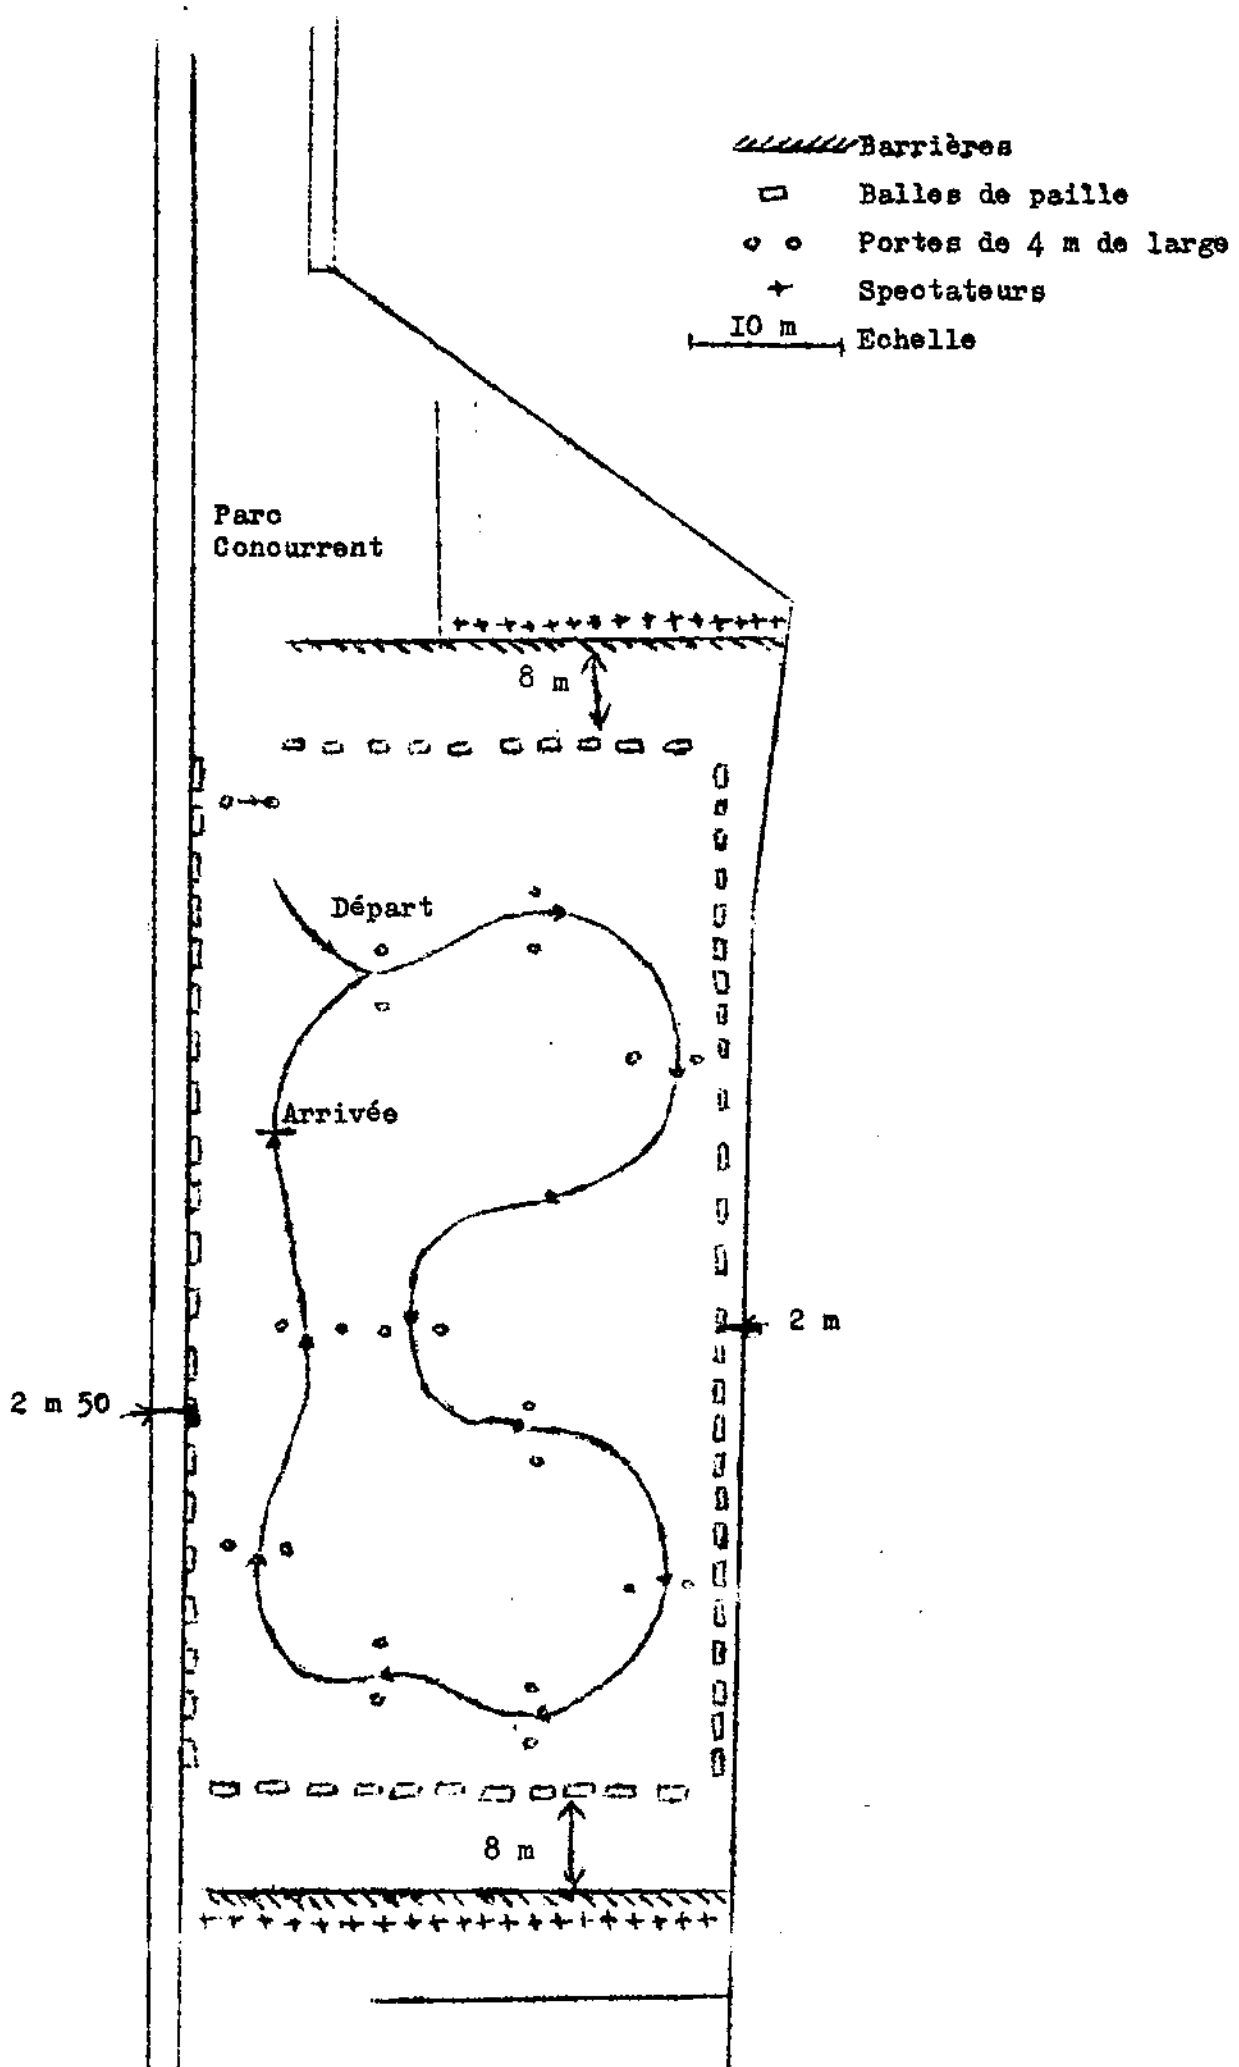 Barrières
Balles de paille
Portes de 4 m de large
Spectateurs
IO m Echelle
Parc
Concurrent
8 m
Départ
Arrivée
2 m
2 m 50
8 m